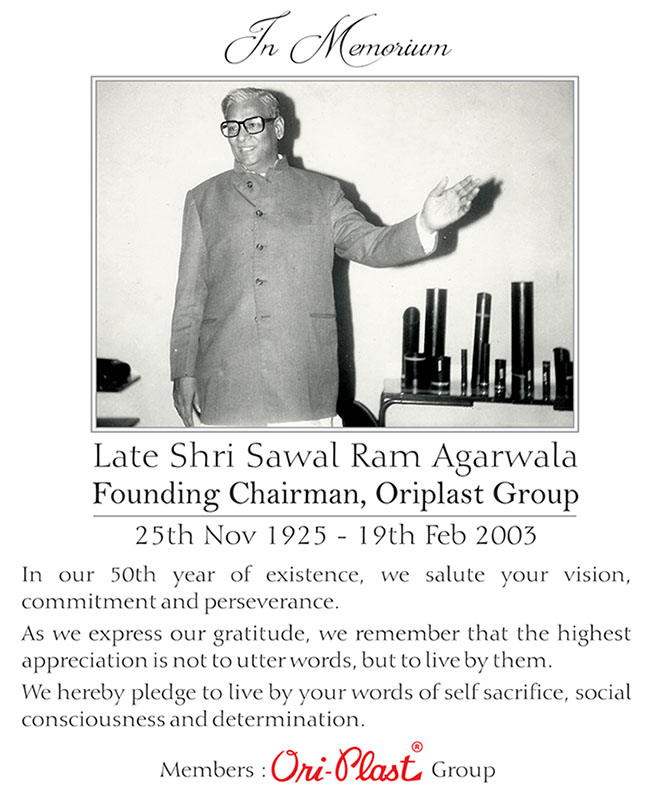 In Memorium
Late Shri Sawal Ram Agarwala
Founding Chairman, Oriplast Group
25th Nov 1925 - 19th Feb 2003
In our 50th year of existence, we salute your vision,
commitment and perseverance.
As we express our gratitude, we remember that the highest
appreciation is not to utter words, but to live by them.
We hereby pledge to live by your words of self sacrifice, social
consciousness and determination.
Members : Ori-Plast® Group